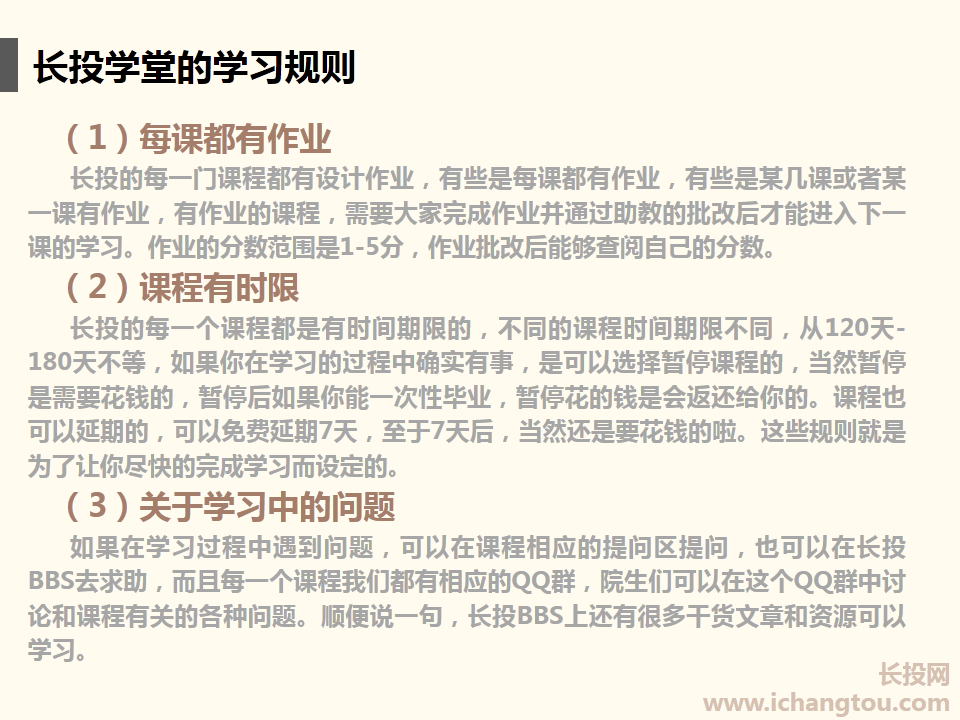 长投学堂的学习规则
（1）每课都有作业
长投的每一门课程都有设计作业，有些是每课都有作业，有些是某几课或者某
一课有作业，有作业的课程，需要大家完成作业并通过助教的批改后才能进入下一
课的学习。作业的分数范围是1-5分，作业批改后能够查阅自己的分数。
（2）课程有时限
长投的每一个课程都是有时间期限的，不同的课程时间期限不同，从120天-
180天不等，如果你在学习的过程中确实有事，是可以选择暂停课程的，当然暂停
是需要花钱的，暂停后如果你能一次性毕业，暂停花的钱是会返还给你的。课程也
可以延期的，可以免费延期7天，至于7天后，当然还是要花钱的啦。这些规则就是
为了让你尽快的完成学习而设定的。
（3）关于学习中的问题
如果在学习过程中遇到问题，可以在课程相应的提问区提问，也可以在长投
BBS去求助，而且每一个课程我们都有相应的QQ群，院生们可以在这个QQ群中讨
论和课程有关的各种问题。顺便说一句，长投BBS上还有很多干货文章和资源可以
学习。
长投网
www.ichangtou.com